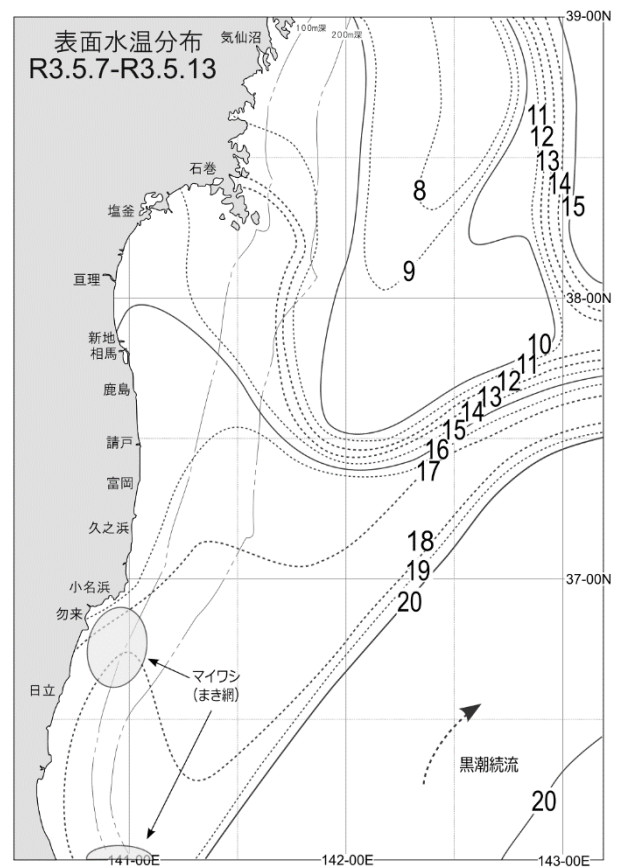 表面水温分布
R3.5.7-R3.5.13
気仙沼
100m深
200m深
39-00N
石巻
塩釜
亘理
新地
相馬
鹿島
請戸
富岡
久之浜
小名浜
勿来
日立
11
12
13
14
15
8
9
38-00N
10
11
12
13
14
15
16
17
18
19
20
37-00N
マイワシ
(まき網)
黒潮続流
20
141-00E
142-00E
143-00E